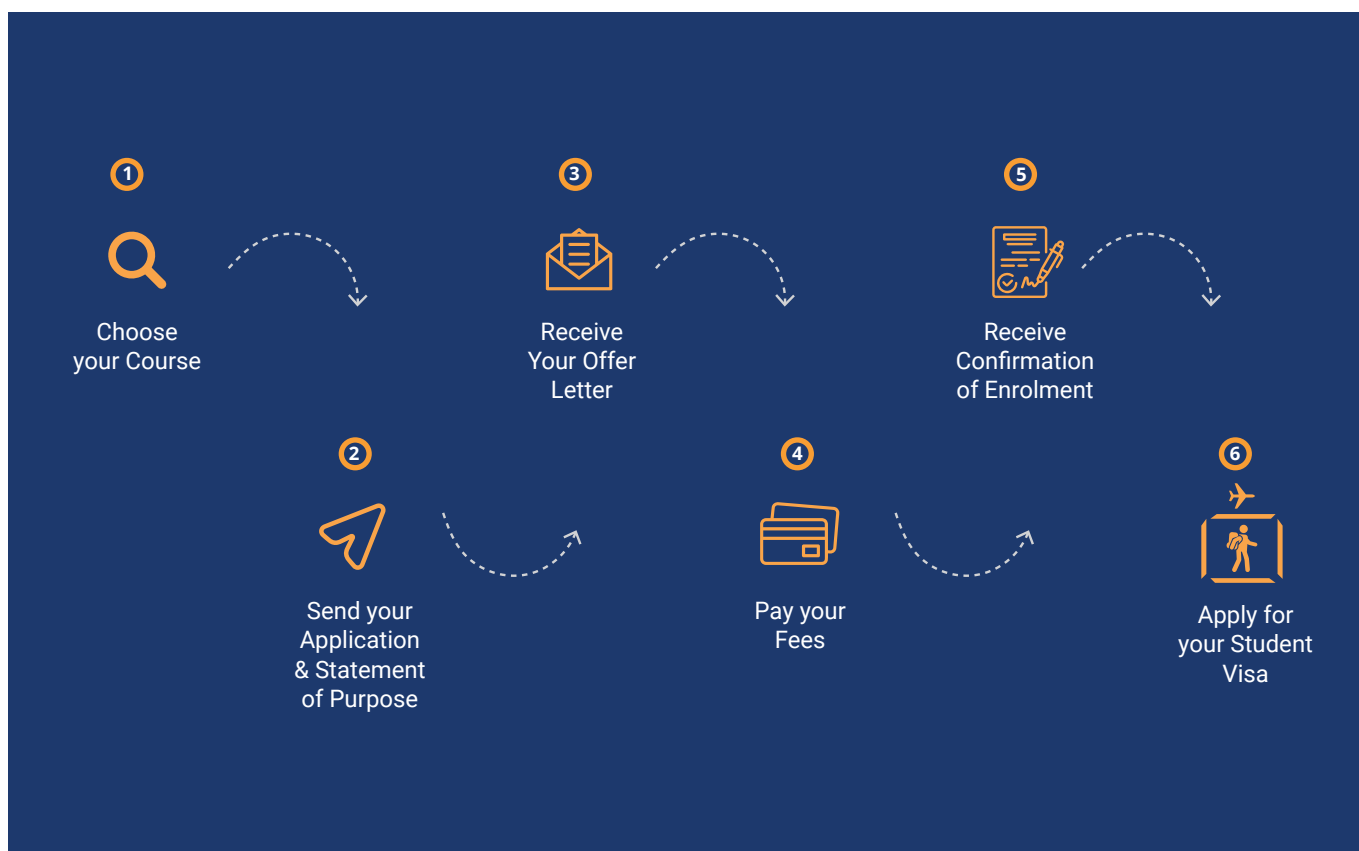 1
Choose
your Course
2
Send your
Application
& Statement
of Purpose
3
Receive
Your Offer
Letter
4
Pay your
Fees
5
Receive
Confirmation
of Enrolment
6
Apply for
your Student
Visa